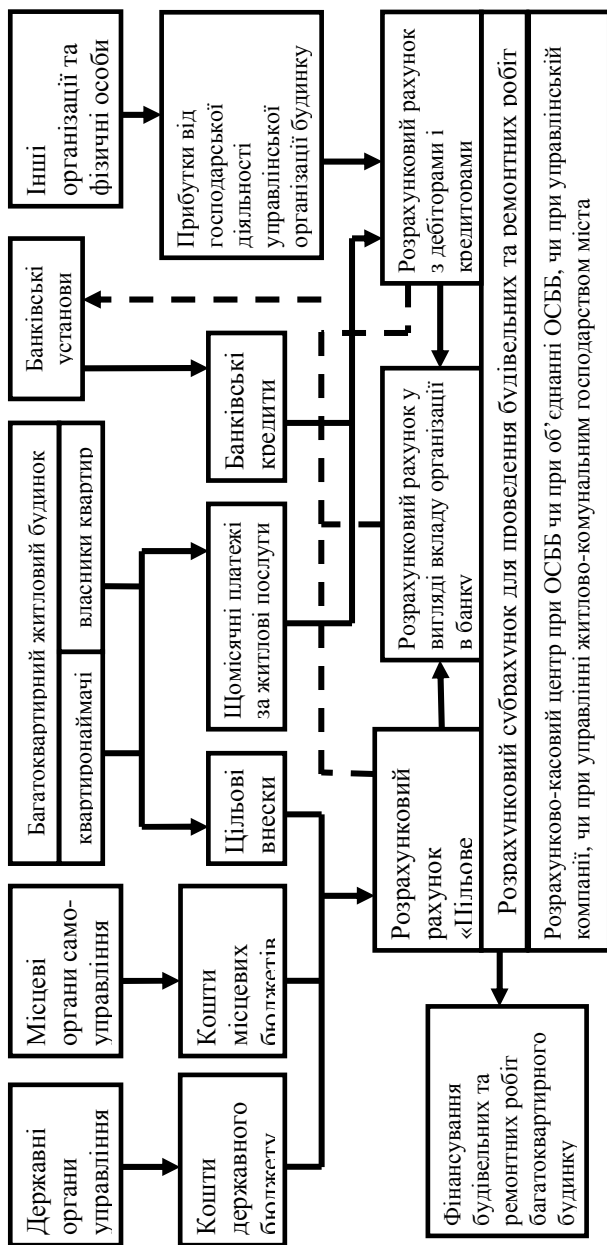 Державні
органи
управління
Місцеві
органи само-
управління
Багатоквартирний житловий будинок
квартиронаймачі
власники квартир
Банківські
установи
Інші
організації та
фізичні особи
Кошти
державного
бюджету
Кошти
місцевих
бюджетів
Цільові
внески
Щомісячні платежі
за житлові послуги
Банківські
кредити
Прибутки від
господарської
діяльності
управлінської
організації будинку
Розрахунковий
рахунок
«Цільове
Розрахунковий рахунок у
вигляді вкладу організації
в банку
Розрахунковий рахунок
з дебіторами і
кредиторами
Розрахунковий субрахунок для проведення будівельних та ремонтних робіт
Розрахунково-касовий центр при ОСББ чи при об’єднанні ОСББ, чи при управлінській
компанії, чи при управлінні житлово-комунальним господарством міста
Фінансування
будівельних та
ремонтних робіт
багатоквартирного
будинку